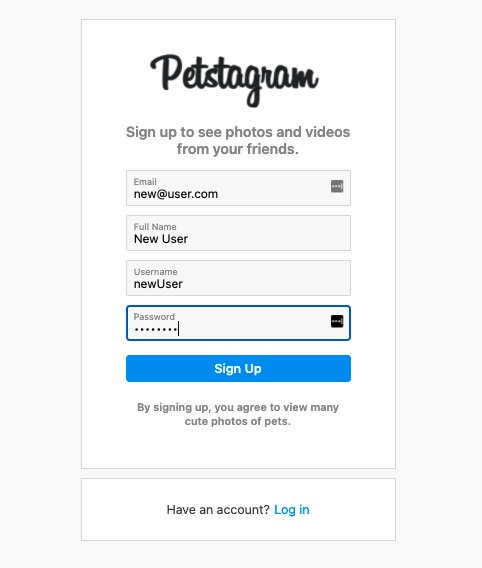 Petstagram
Sign up to see photos and videos
from your friends.
Email
new@user.com
Full Name
New User
Username
newUser
Password
••••••••
Sign Up
By signing up, you agree to view many
cute photos of pets.
Have an account? Log in